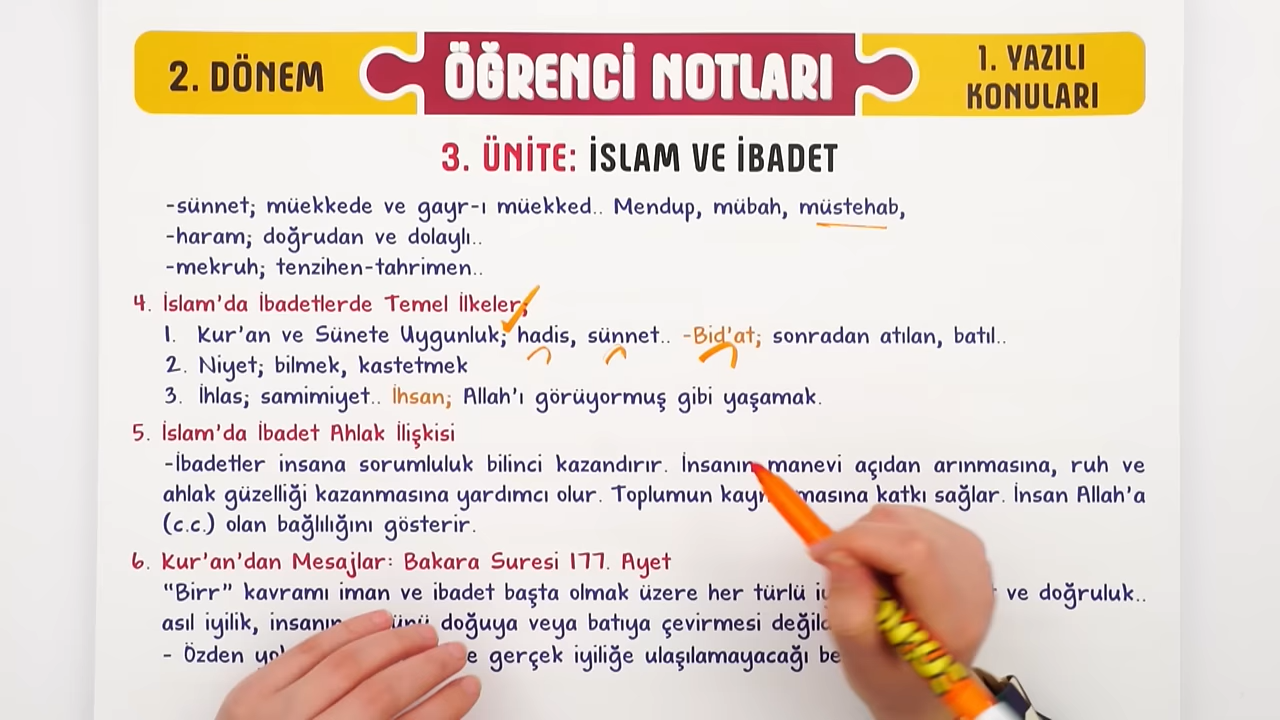 2. DÖNEM
ÖĞRENCİ NOTLARI
1. YAZILI
KONULARI
3. ÜNİTE: İSLAM VE İBADET
-sünnet; müekkede ve gayr-ı müekked.. Mendup, mübah, müstehab,
-haram; doğrudan ve dolaylı..
-mekruh; tenzihen-tahrimen..
4. İslam'da İbadetlerde Temel İlkeler;
1. Kur'an ve Sünete Uygunluk; hadis, sünnet.. -Bid'at; sonradan atılan, batıl..
2. Niyet; bilmek, kastetmek
3. İhlas; samimiyet.. İhsan; Allah'ı görüyormuş gibi yaşamak.
5. İslam'da İbadet Ahlak İlişkisi
-İbadetler insana sorumluluk bilinci kazandırır. İnsanın manevi açıdan arınmasına, ruh ve
ahlak güzelliği kazanmasına yardımcı olur. Toplumun katkı sağlar. İnsan Allah'a
(c.c.) olan bağlılığını gösterir.
6. Kur'an'dan Mesajlar: Bakara Suresi 177. Ayet
"Birr" kavramı iman ve ibadet başta olmak üzere her türlü ve doğruluk..
asıl iyilik, doğuya veya batıya çevirmesi
- Özden gerçek iyiliğe ulaşılamayacağı